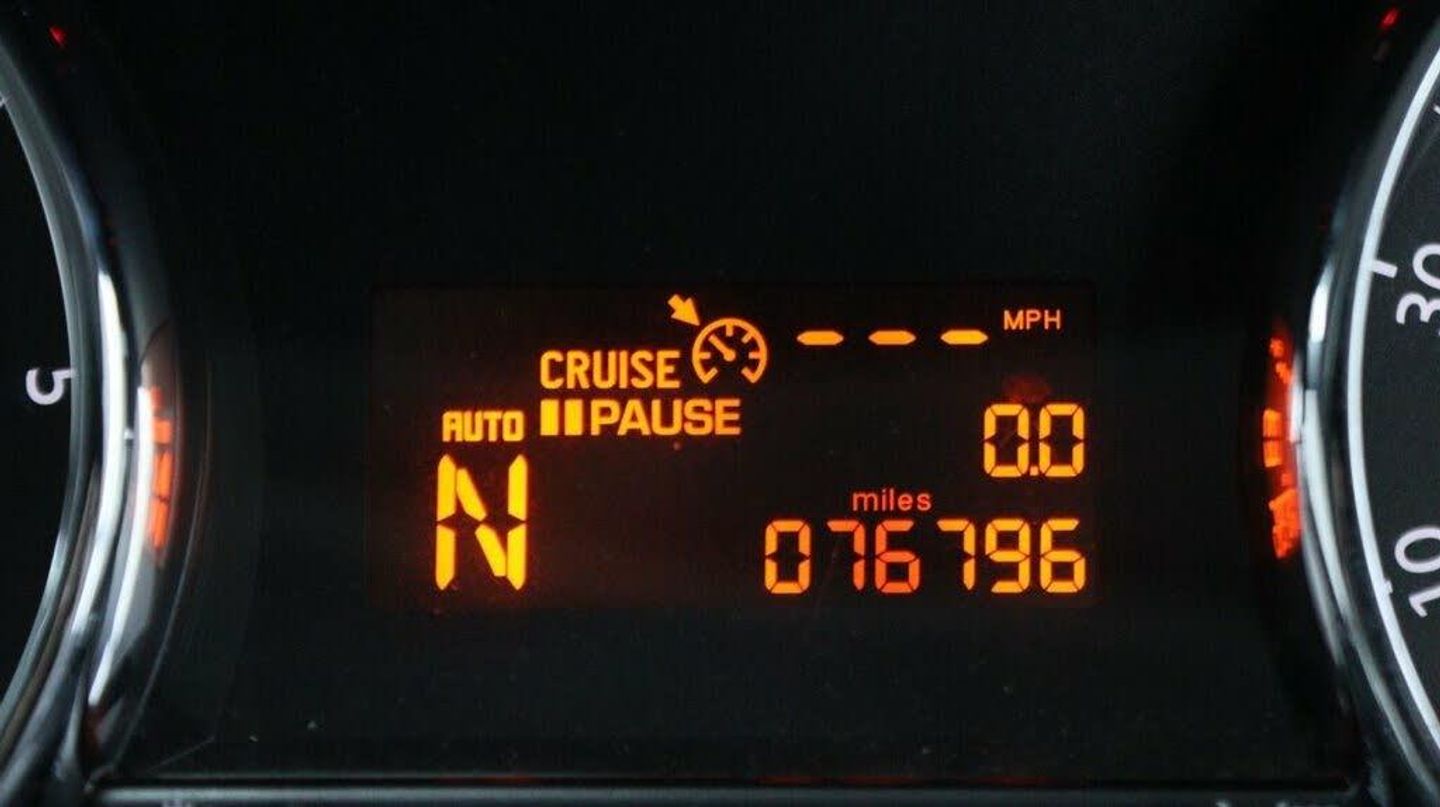 5
CRUISE --- MPH
AUTO PAUSE
N
0.0
miles
076796
30
10